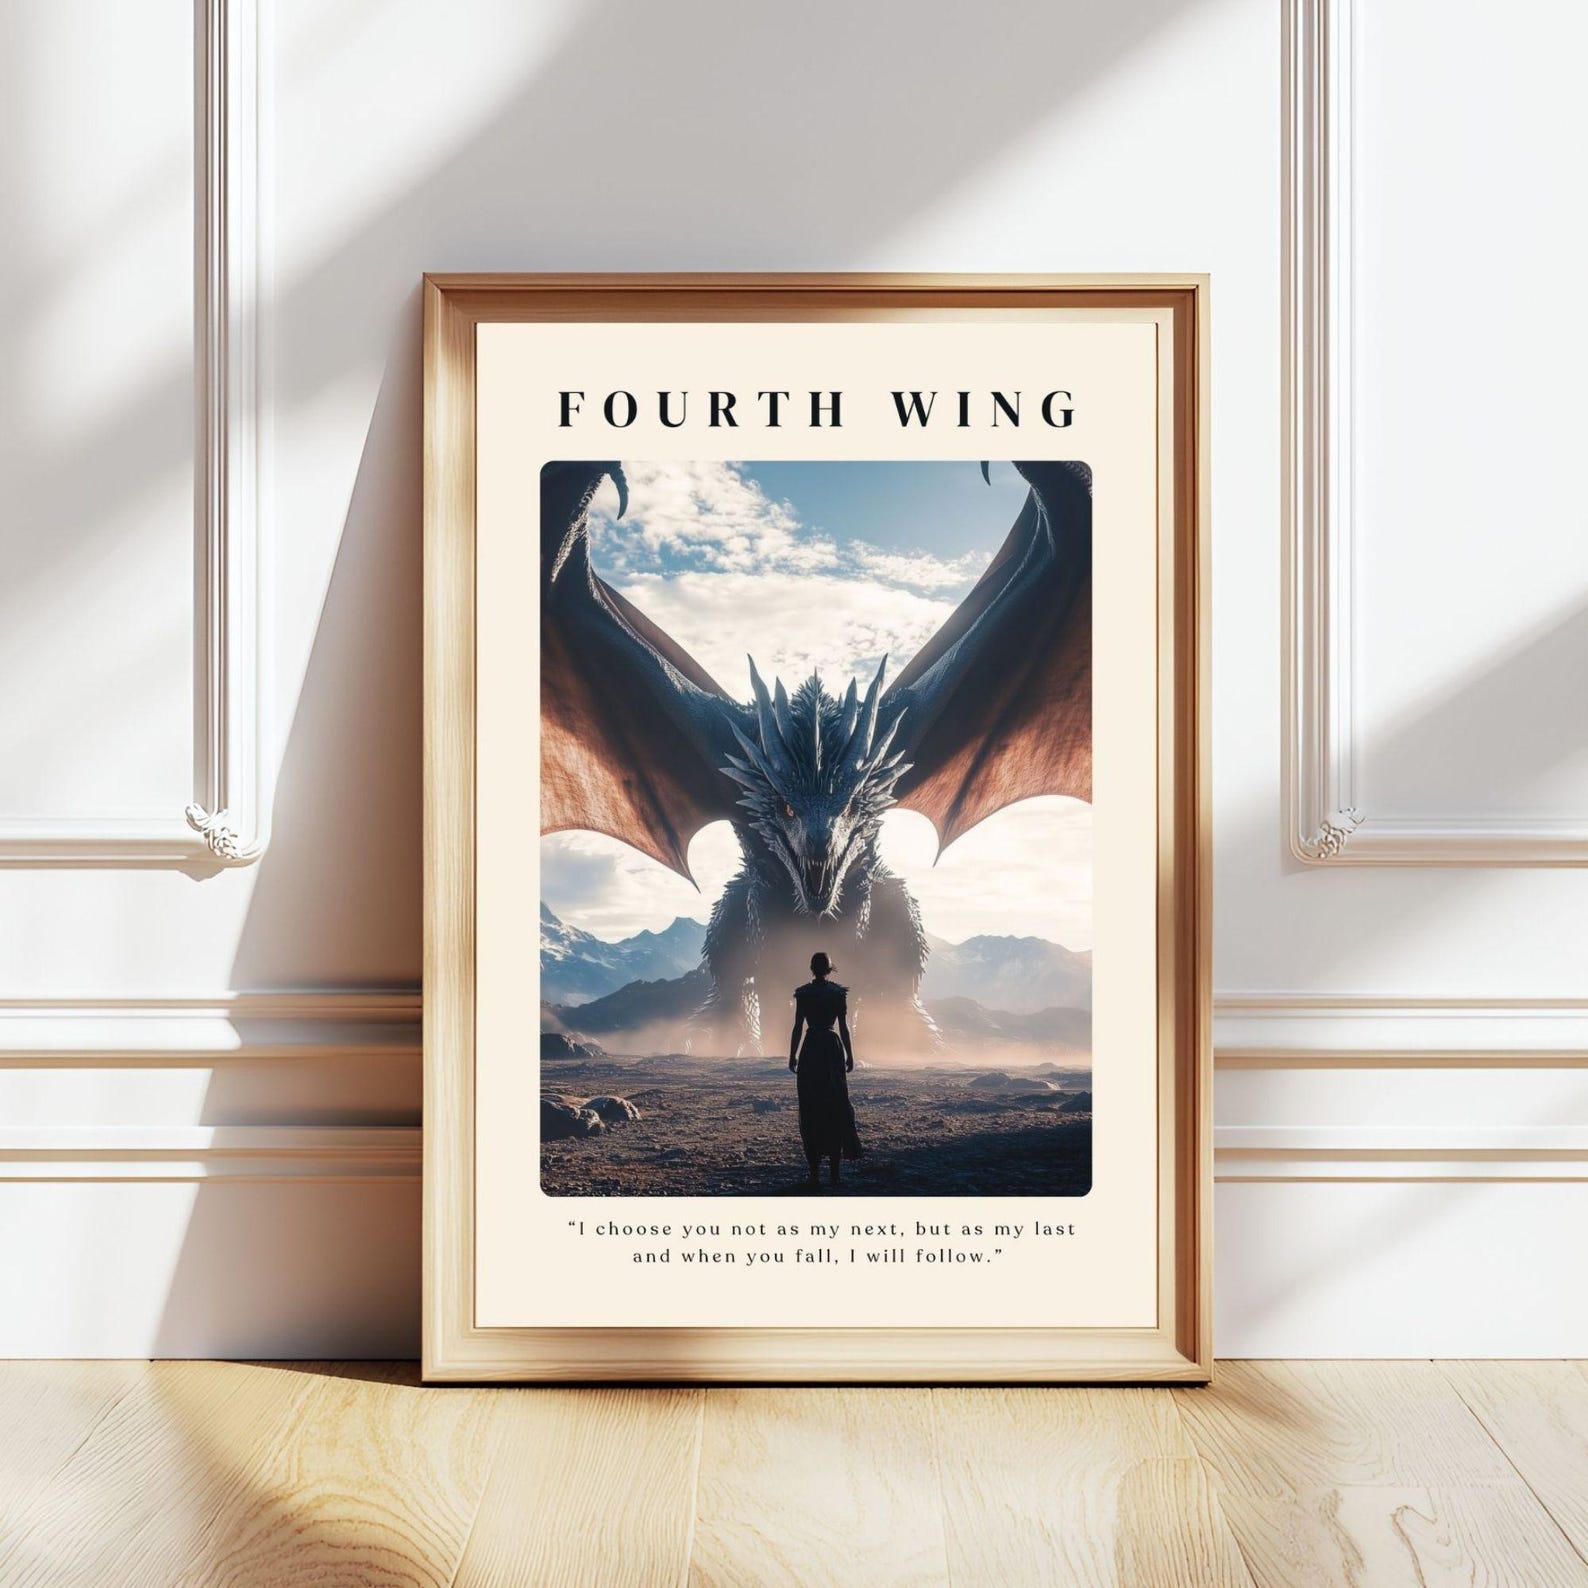 FOURTH WING
“I choose you not as my next, but as my last
and when you fall, I will follow.”